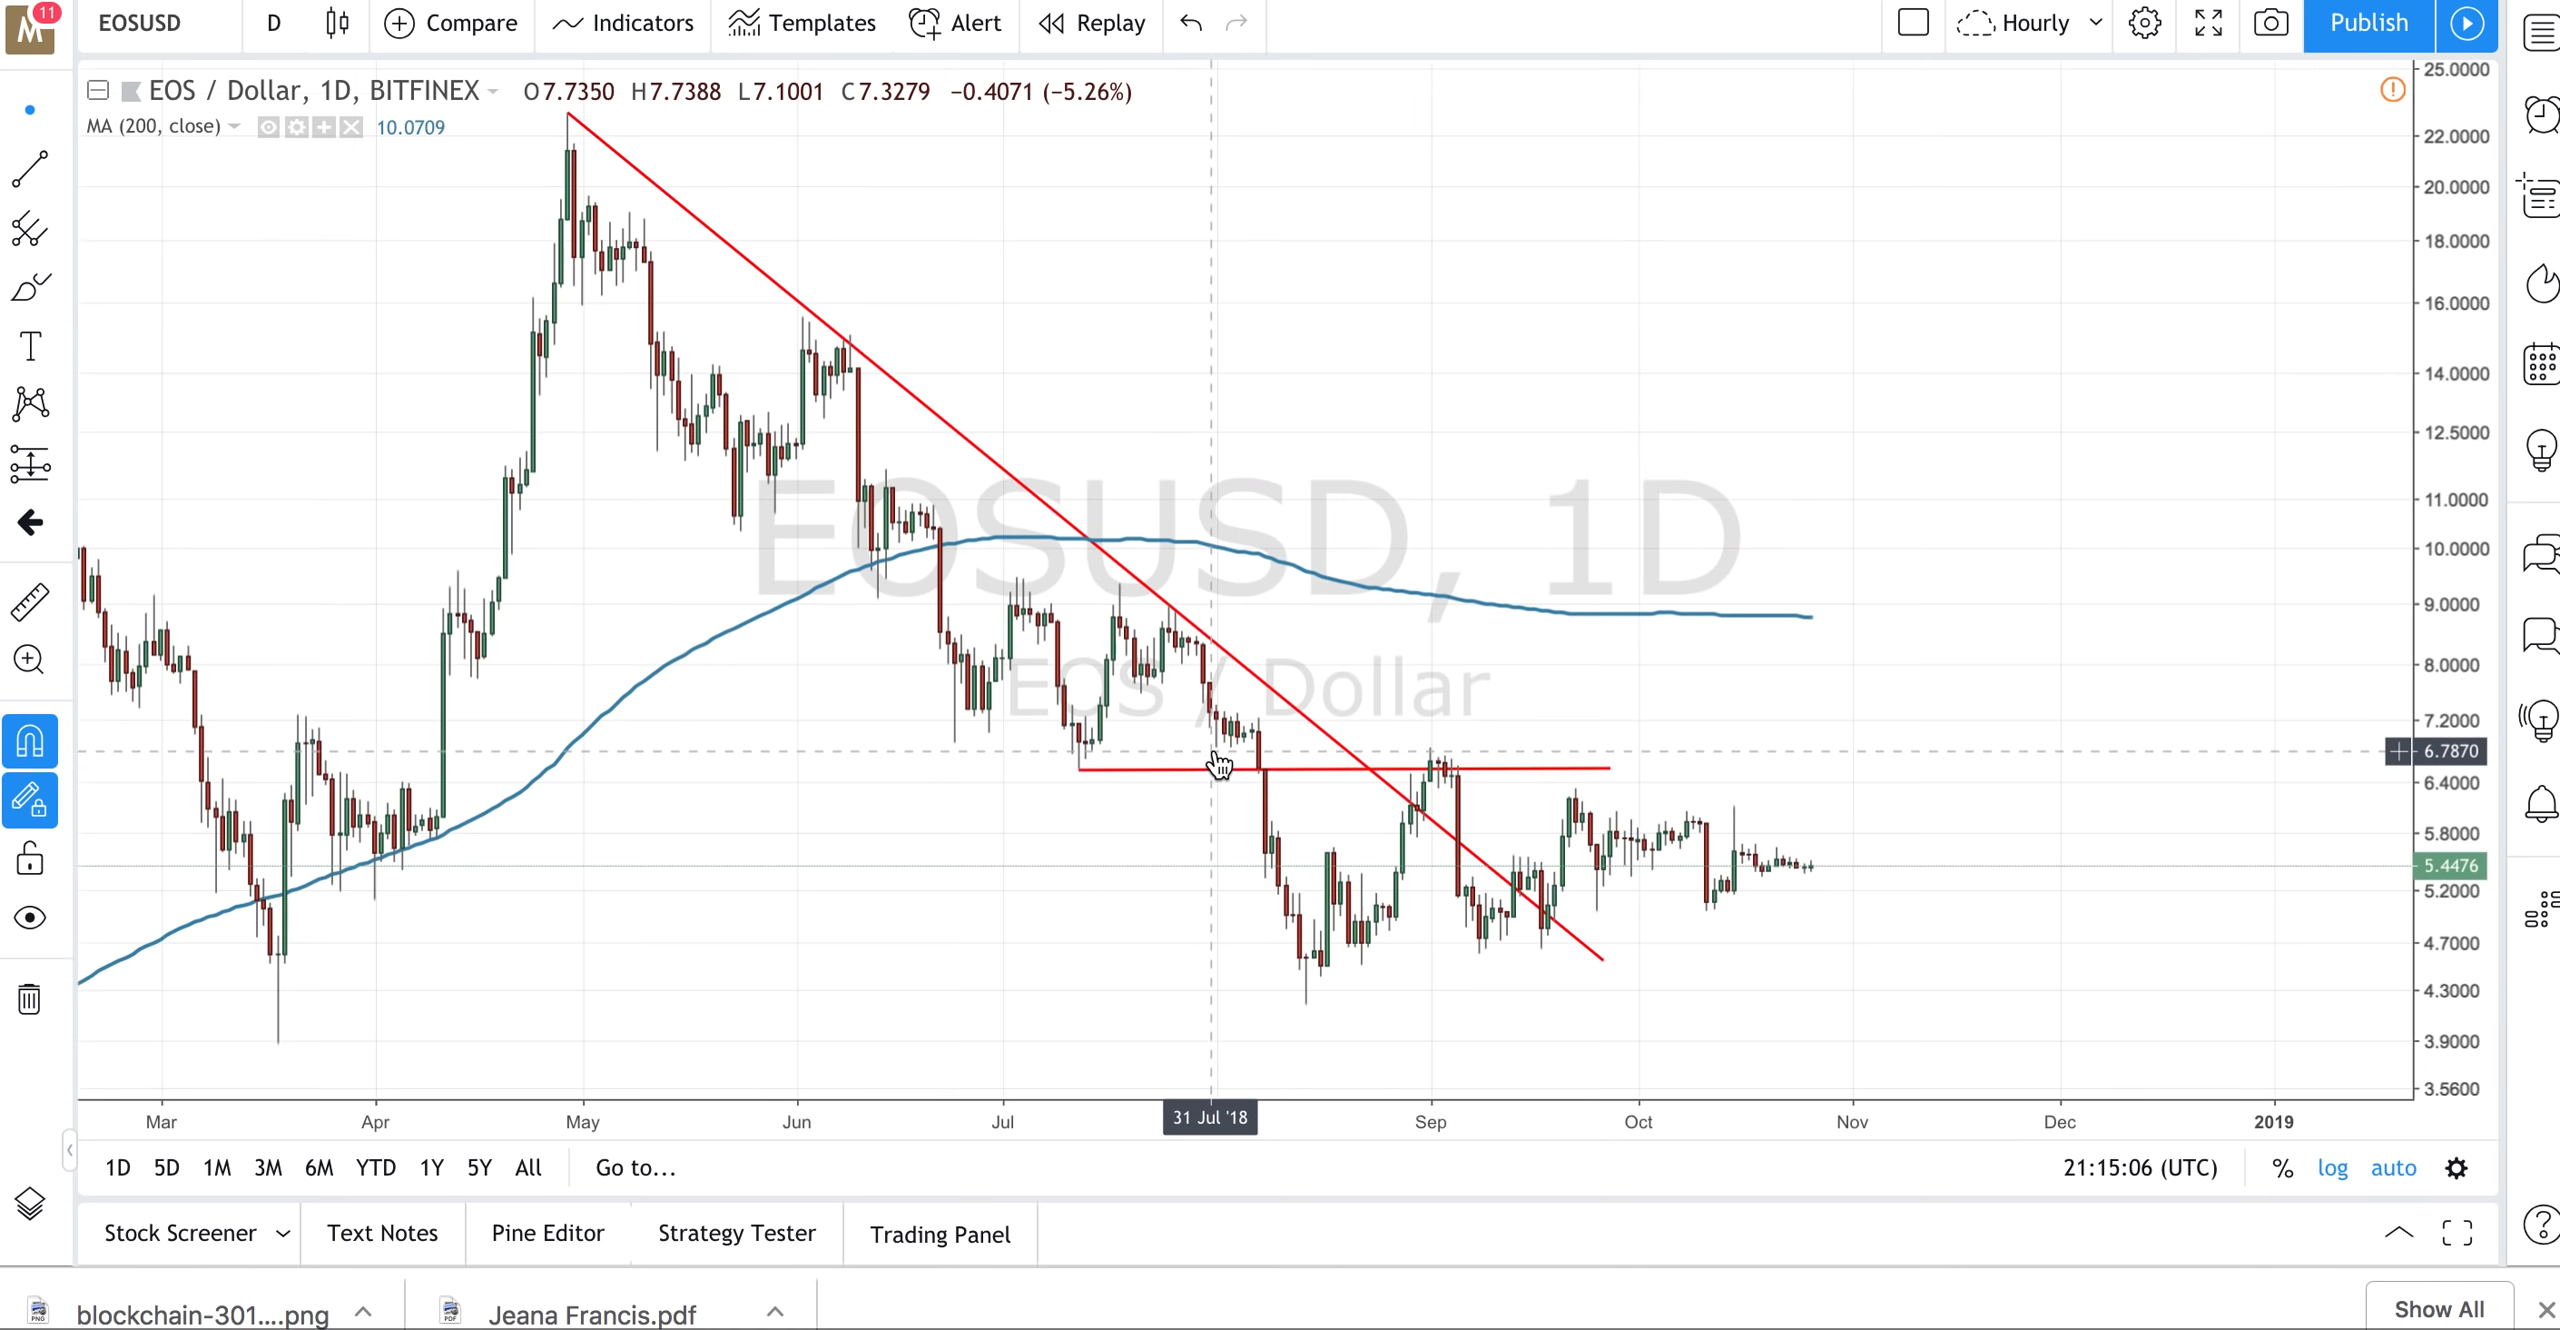 11
M
EOSUSD D Compare Indicators Templates Alert Replay Hourly Publish
EOS / Dollar, 1D, BITFINEX O7.7350 H7.7388 L7.1001 C7.3279 −0.4071 (−5.26%)
MA (200, close) 10.0709
EOSUSD, 1D
EOS / Dollar
25.0000
22.0000
20.0000
18.0000
16.0000
14.0000
12.5000
11.0000
10.0000
9.0000
8.0000
7.2000
6.7870
6.4000
5.8000
5.4476
5.2000
4.7000
4.3000
3.9000
3.5600
Mar Apr May Jun Jul 31 Jul '18 Sep Oct Nov Dec 2019
1D 5D 1M 3M 6M YTD 1Y 5Y All Go to... 21:15:06 (UTC) % log auto
Stock Screener Text Notes Pine Editor Strategy Tester Trading Panel
blockchain-301....png Jeana Francis.pdf Show All